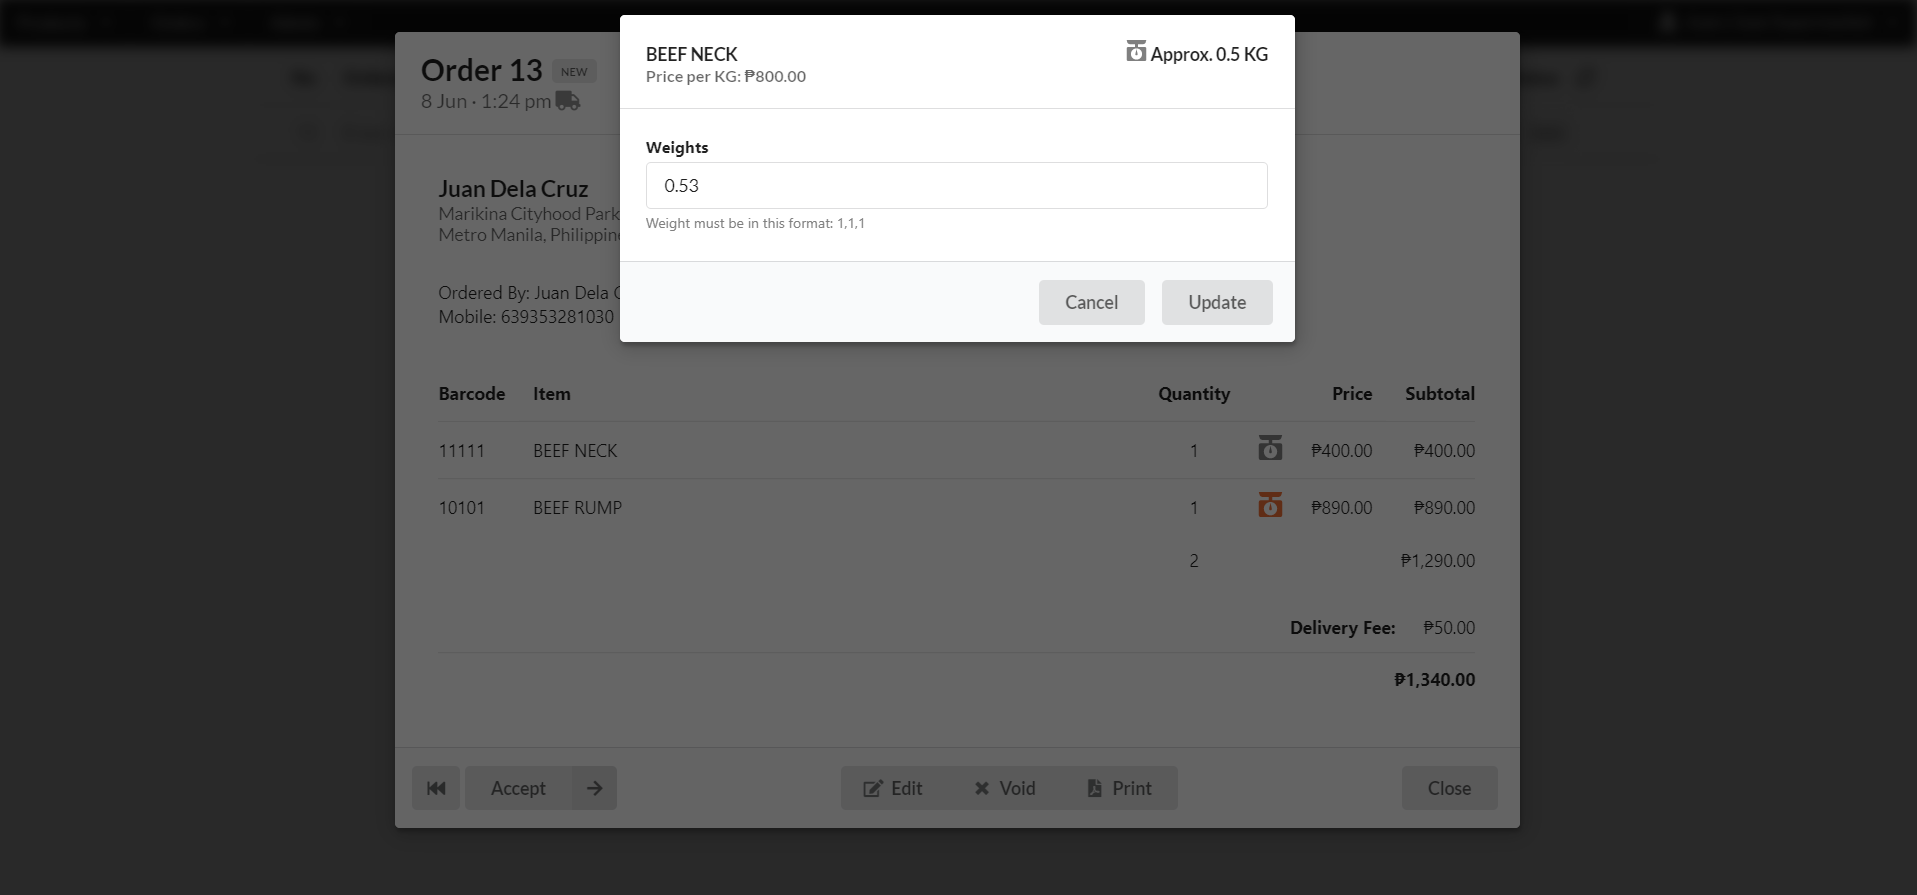 BEEF NECK
Price per KG: ₱800.00
Approx. 0.5 KG
Weights
0.53
Weight must be in this format: 1,1,1
Cancel
Update
Order 13 NEW
8 Jun · 1:24 pm
Juan Dela Cruz
Marikina Cityhood Park
Metro Manila,
Ordered By: Juan Dela
Mobile: 639353281030
Barcode Item Quantity Price Subtotal
11111 BEEF NECK 1 ₱400.00 ₱400.00
10101 BEEF RUMP 1 ₱890.00 ₱890.00
2 ₱1,290.00
Delivery Fee: ₱50.00
₱1,340.00
Accept
Edit
Void
Print
Close